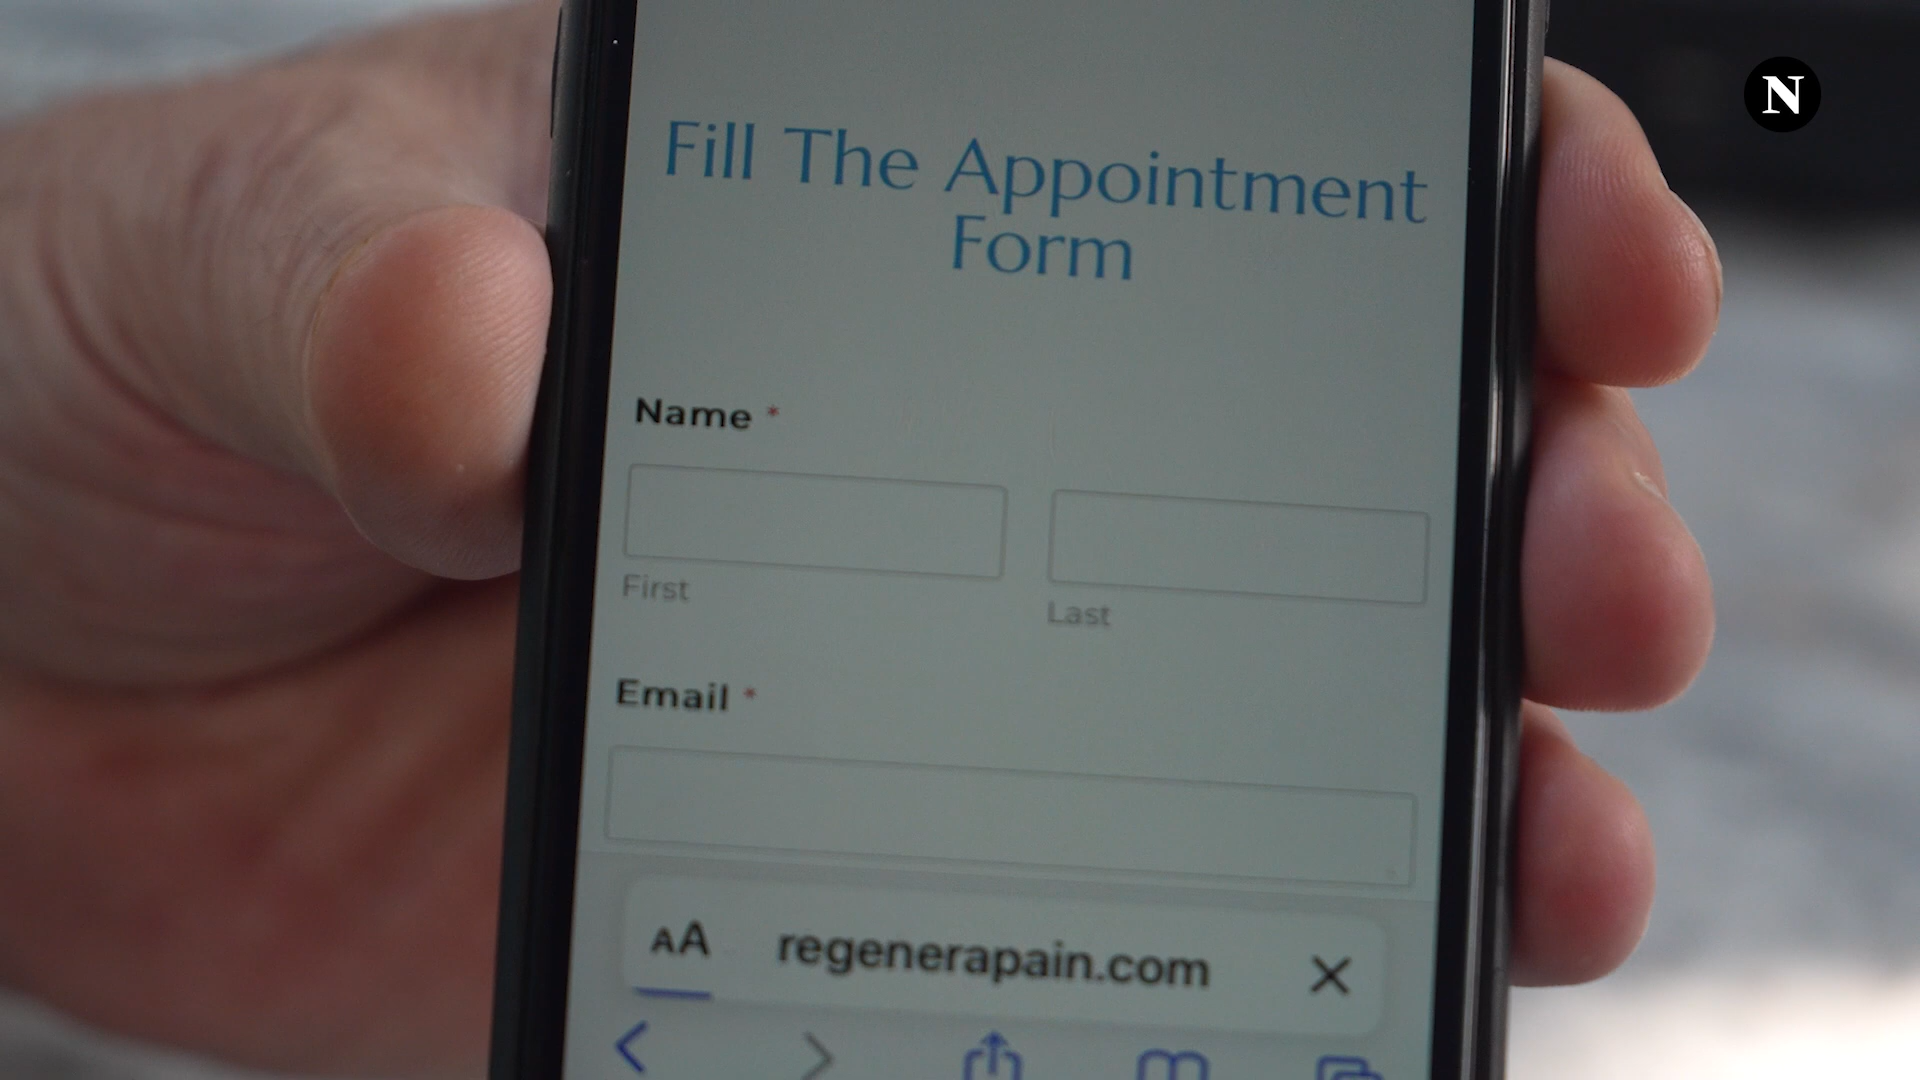 N
Fill The Appointment
Form
Name *
First
Last
Email *
AA
regenerapain.com